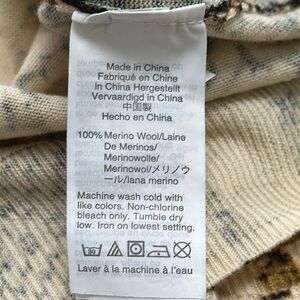 Made in China
Fabriqué en Chine
In China Hergestellt
Vervaardigd in China
中国製
Hecho en China
100% Merino Wool/Laine
De Merinos/
Merinowolle/
Merinowol/メリノウ
ール/lana merino
Machine wash cold with
like colors. Non-chlorine
bleach only. Tumble dry
low. Iron on lowest setting.
30
Laver à la machine à l'eau